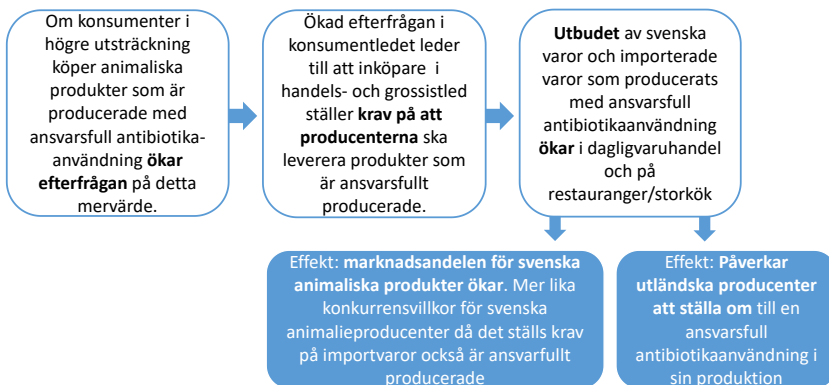 Om konsumenter i
högre utsträckning
köper animaliska
produkter som är
producerade med
ansvarsfull antibiotika-
användning ökar
efterfrågan på detta
mervärde.
Ökad efterfrågan i
konsumentledet leder
till att inköpare i
handels- och grossistled
ställer krav på att
producenterna ska
leverera produkter som
är ansvarsfullt
producerade.
Utbudet av svenska
varor och importerade
varor som producerats
med ansvarsfull
antibiotikaanvändning
ökar i dagligvaruhandel
och på
restauranger/storkök
Effekt: marknadsandelen för svenska
animaliska produkter ökar. Mer lika
konkurrensvillkor för svenska
animalieproducenter då det ställs krav
på importvaror också är ansvarfullt
producerade
Effekt: Påverkar
utländska producenter
att ställa om till en
ansvarsfull
antibiotikaanvändning i
sin produktion